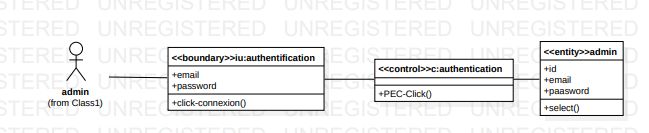 UNREGISTERED UNREGISTERED UNREGISTERED UNREGISTERED
admin
(from Class1)
<<boundary>>iu:authentification
+email
+password
+click-connexion()
<<control>>c:authentication
+PEC-Click()
<<entity>>admin
+id
+email
+paasword
+select()